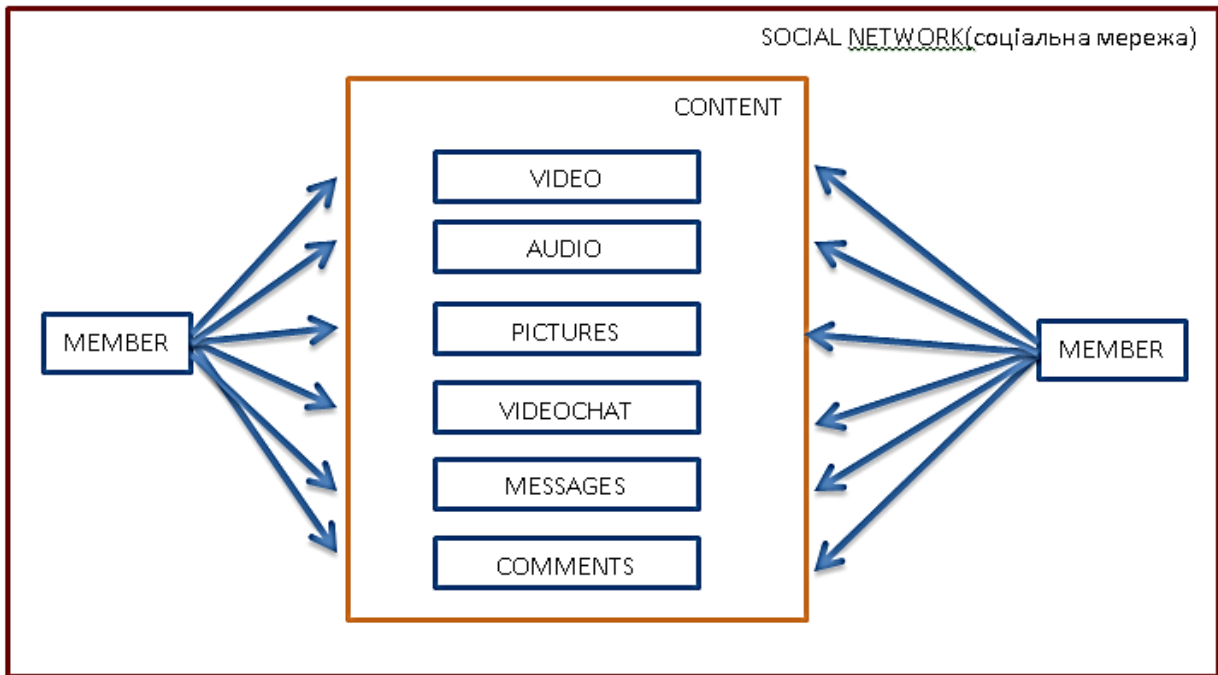 SOCIAL NETWORK(соціальна мережа)
CONTENT
VIDEO
AUDIO
PICTURES
MEMBER
MEMBER
VIDEOCHAT
MESSAGES
COMMENTS